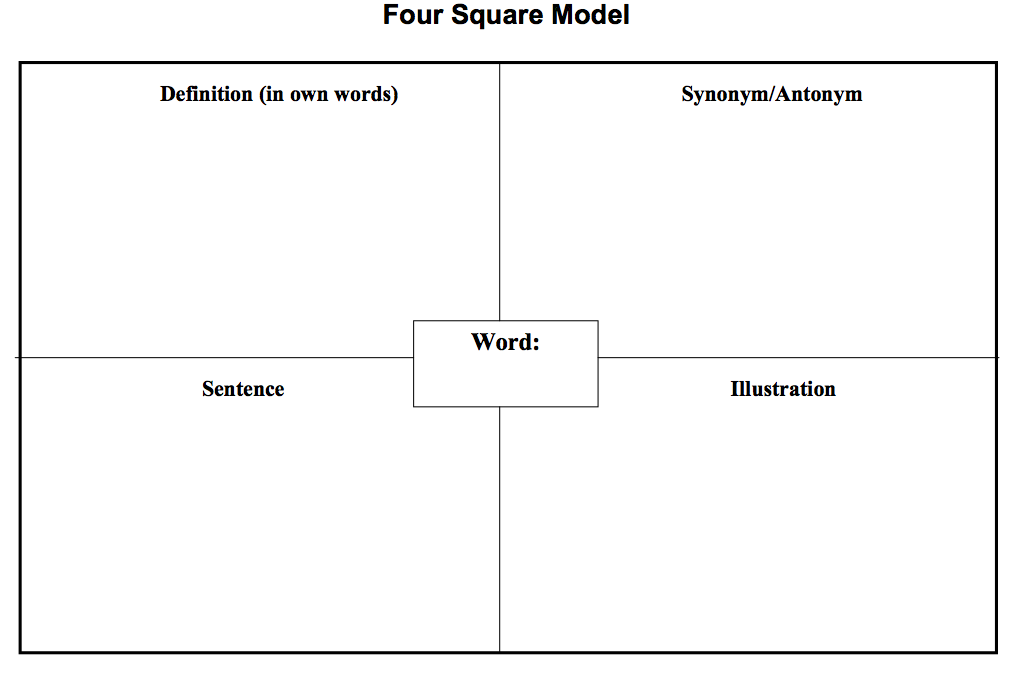 Four Square Model
Definition (in own words)
Synonym/Antonym
Word:
Sentence
Illustration